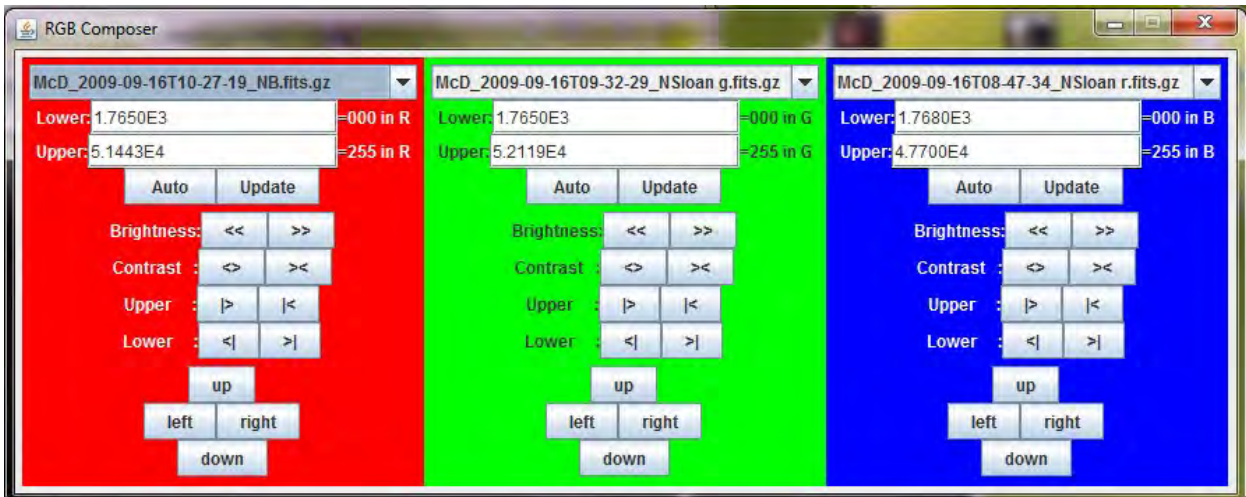 RGB Composer
McD_2009-09-16T10-27-19_NB.fits.gz McD_2009-09-16T09-32-29_NSloan g.fits.gz McD_2009-09-16T08-47-34_NSloan r.fits.gz
Lower: 1.7650E3 =000 in R Lower: 1.7650E3 =000 in G Lower: 1.7680E3 =000 in B
Upper: 5.1443E4 =255 in R Upper: 5.2119E4 =255 in G Upper: 4.7700E4 =255 in B
Auto Update Auto Update Auto Update
Brightness: << >> Brightness: << >> Brightness: << >>
Contrast : <> >< Contrast : <> >< Contrast : <> ><
Upper : |> |< Upper : |> |< Upper : |> |<
Lower : <| >| Lower : <| >| Lower : <| >|
up up up
left right left right left right
down down down